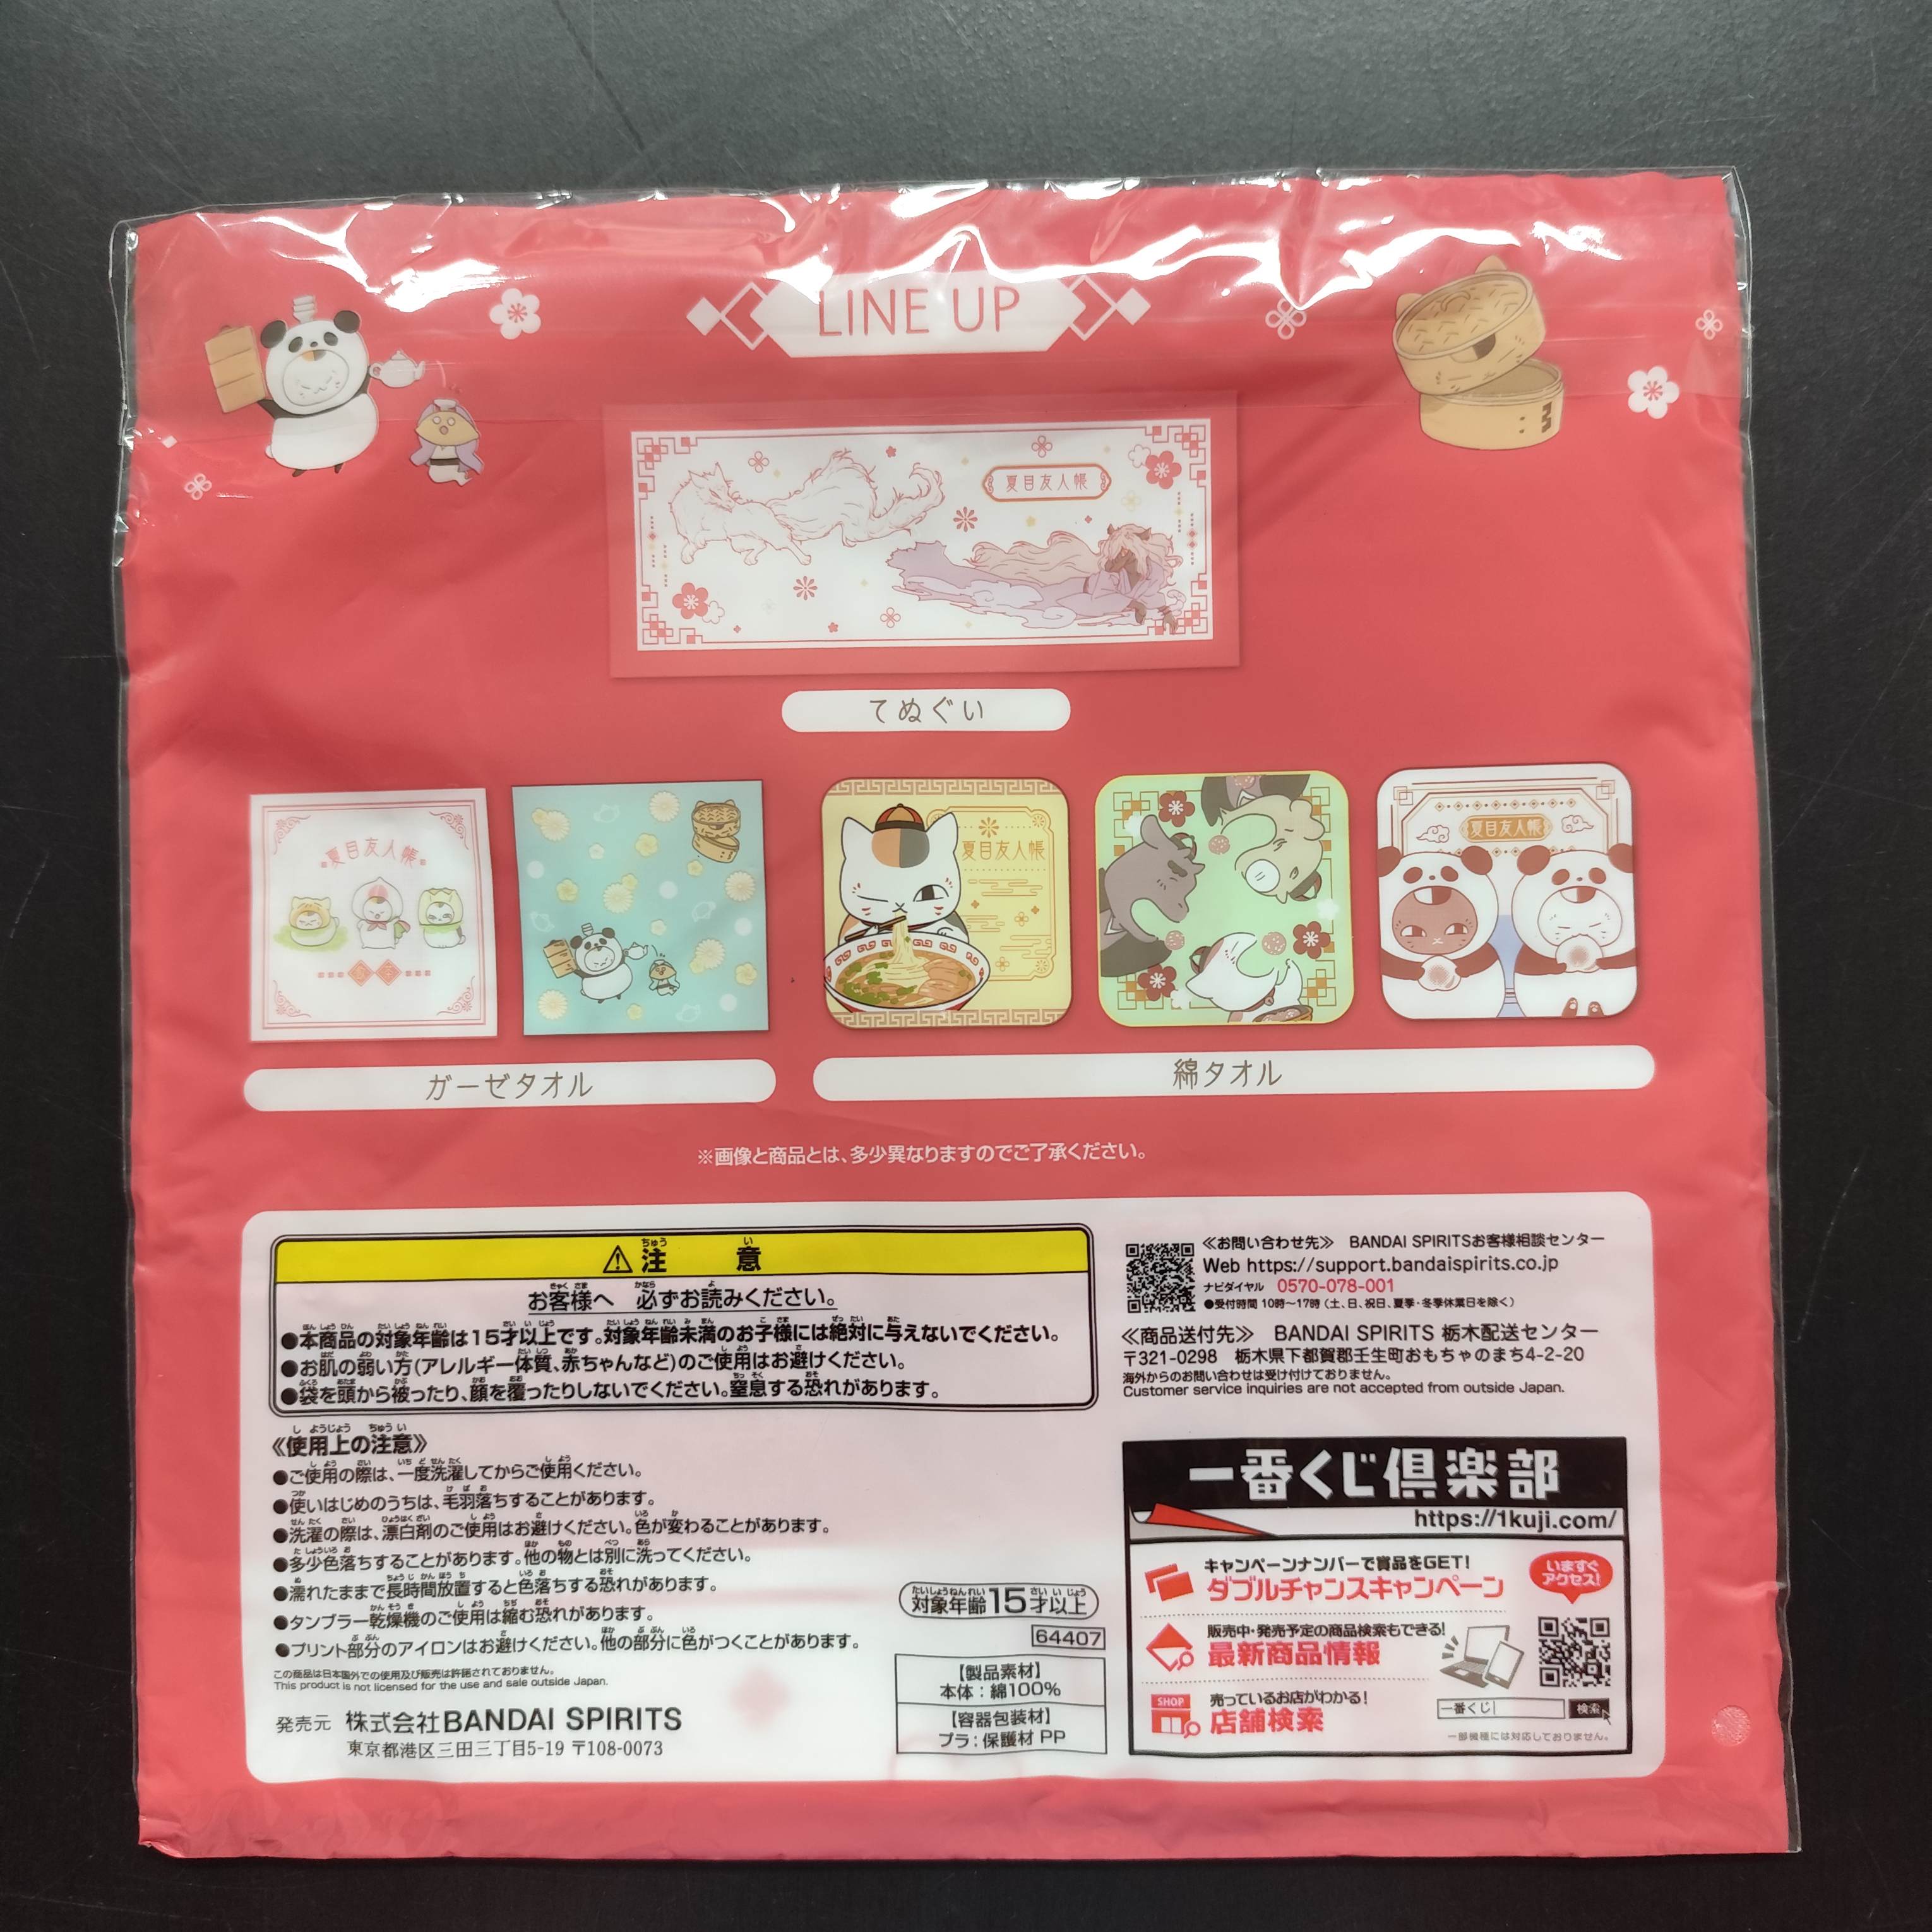 LINE UP
夏目友人帳
てぬぐい
夏目友人帳
夏目友人帳
夏目友人帳
ガーゼタオル
綿タオル
※画像と商品とは、多少異なりますのでご了承ください。
⚠注意
お客様へ 必ずお読みください。
●本商品の対象年齢は15才以上です。対象年齢未満のお子様には絶対に与えないでください。
●お肌の弱い方(アレルギー体質、赤ちゃんなど)のご使用はお避けください。
●袋を頭から被ったり、顔を覆ったりしないでください。窒息する恐れがあります。
《使用上の注意》
●ご使用の際は、一度洗濯してからご使用ください。
●使いはじめのうちは、毛羽落ちすることがあります。
●洗濯の際は、漂白剤のご使用はお避けください。色が変わることがあります。
●多少色落ちすることがあります。他の物とは別に洗ってください。
●濡れたままで長時間放置すると色落ちする恐れがあります。
●タンブラー乾燥機のご使用は縮む恐れがあります。
●プリント部分のアイロンはお避けください。他の部分に色がつくことがあります。
この商品は日本国外での使用及び販売は許諾されておりません。
This product is not licensed for the use and sale outside Japan.
発売元 株式会社BANDAI SPIRITS
東京都港区三田三丁目5-19 〒108-0073
対象年齢15才以上
64407
【製品素材】
本体：綿100%
【容器包装材】
プラ：保護材 PP
≪お問い合わせ先≫ BANDAI SPIRITSお客様相談センター
Web https://support.bandaispirits.co.jp
ナビダイヤル 0570-078-001
●受付時間 10時〜17時（土、日、祝日、夏季・冬季休業日を除く）
≪商品送付先≫ BANDAI SPIRITS 栃木配送センター
〒321-0298 栃木県下都賀郡壬生町おもちゃのまち4-2-20
海外からのお問い合わせは受け付けておりません。
Customer service inquiries are not accepted from outside Japan.
一番くじ倶楽部
https://1kuji.com/
キャンペーンナンバーで賞品をGET!
ダブルチャンスキャンペーン
いますぐ
アクセス!
販売中・発売予定の商品検索もできる!
最新商品情報
SHOP
売っているお店がわかる!
店舗検索
一番くじ
検索
一部機種には対応しておりません。